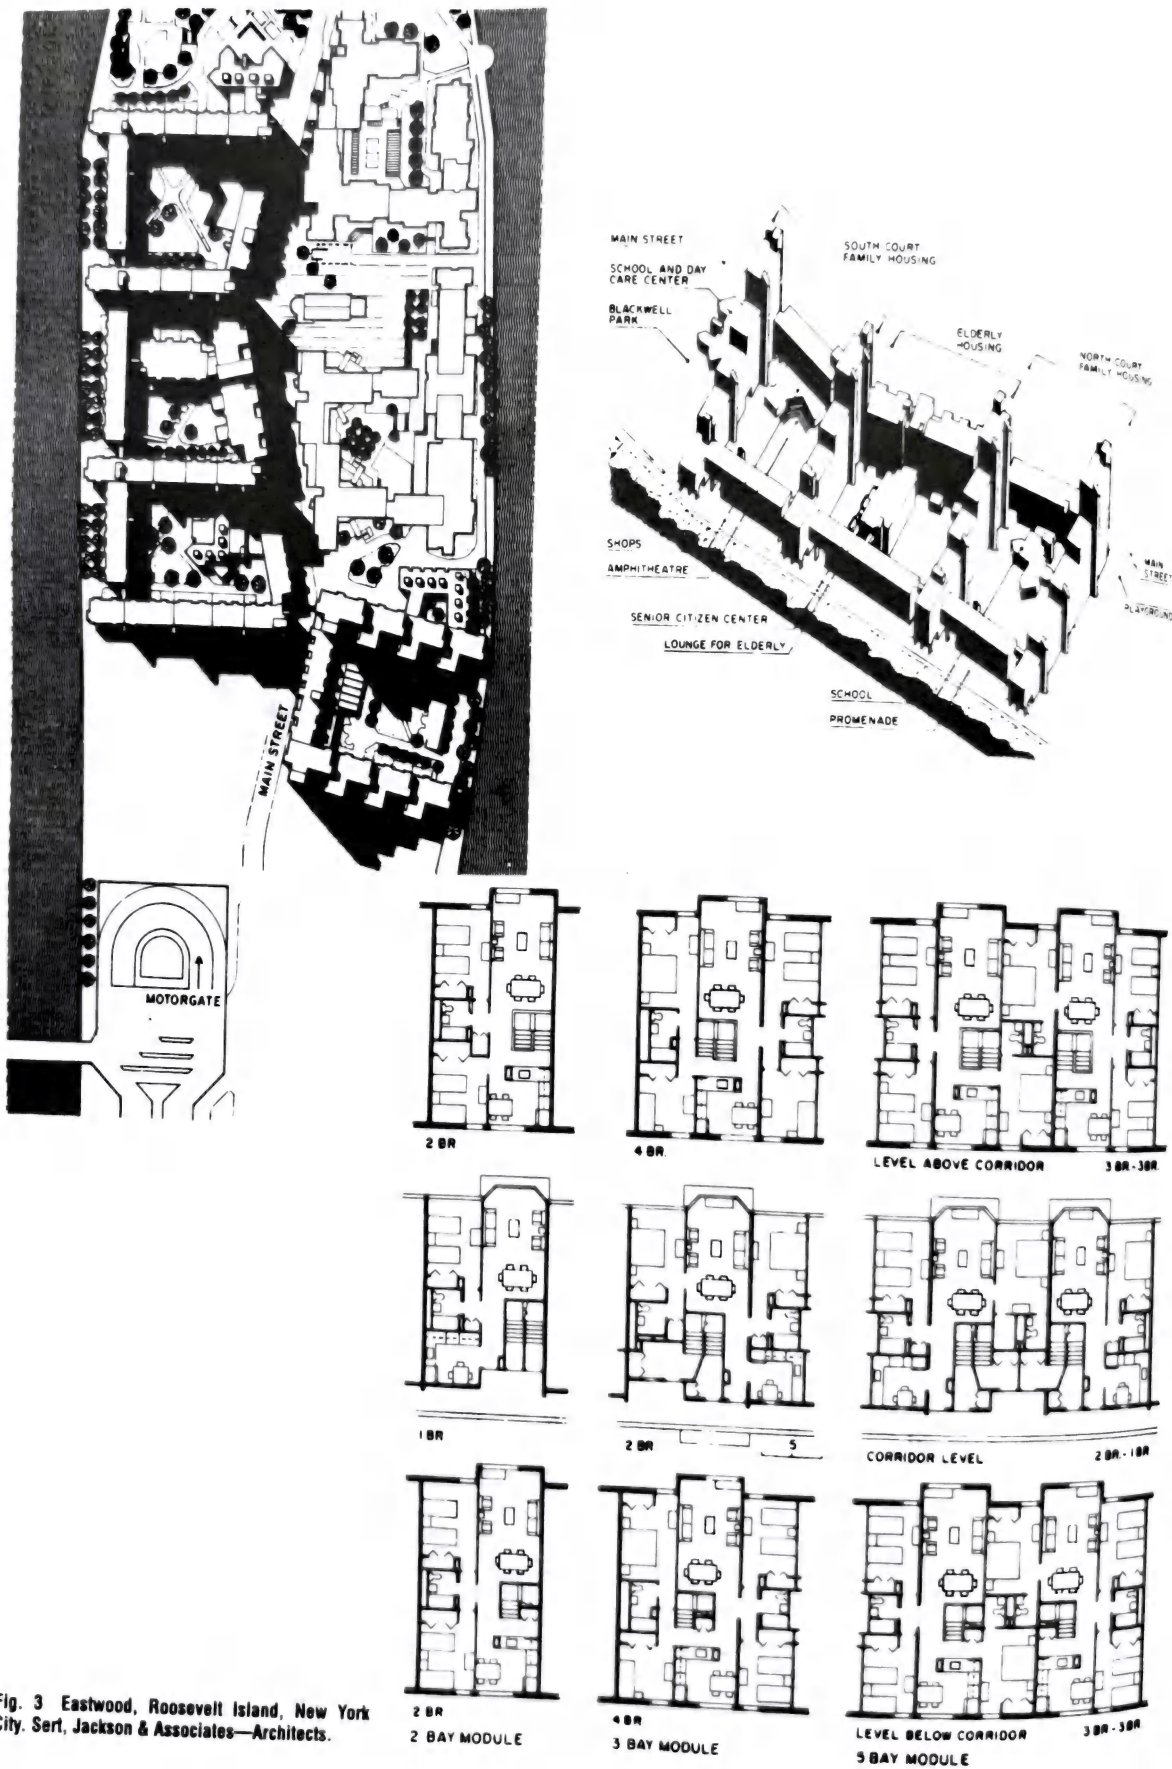 MAIN STREET
MOTORGATE
MAIN STREET
SCHOOL AND DAY
CARE CENTER
BLACKWELL
PARK
SOUTH COURT
FAMILY HOUSING
ELDERLY
HOUSING
NORTH COURT
FAMILY HOUSING
SHOPS
AMPHITHEATRE
SENIOR CITIZEN CENTER
LOUNGE FOR ELDERLY
SCHOOL
PROMENADE
MAIN
STREET
PLAYGROUND
2 BR
4 BR.
LEVEL ABOVE CORRIDOR
3 BR.-3BR.
1 BR
2 BR
5
CORRIDOR LEVEL
2 BR.-1BR
2 BR
2 BAY MODULE
4 BR
3 BAY MODULE
LEVEL BELOW CORRIDOR
3 BR-3BR.
5 BAY MODULE
Fig. 3 Eastwood, Roosevelt Island, New York
City. Sert, Jackson & Associates—Architects.